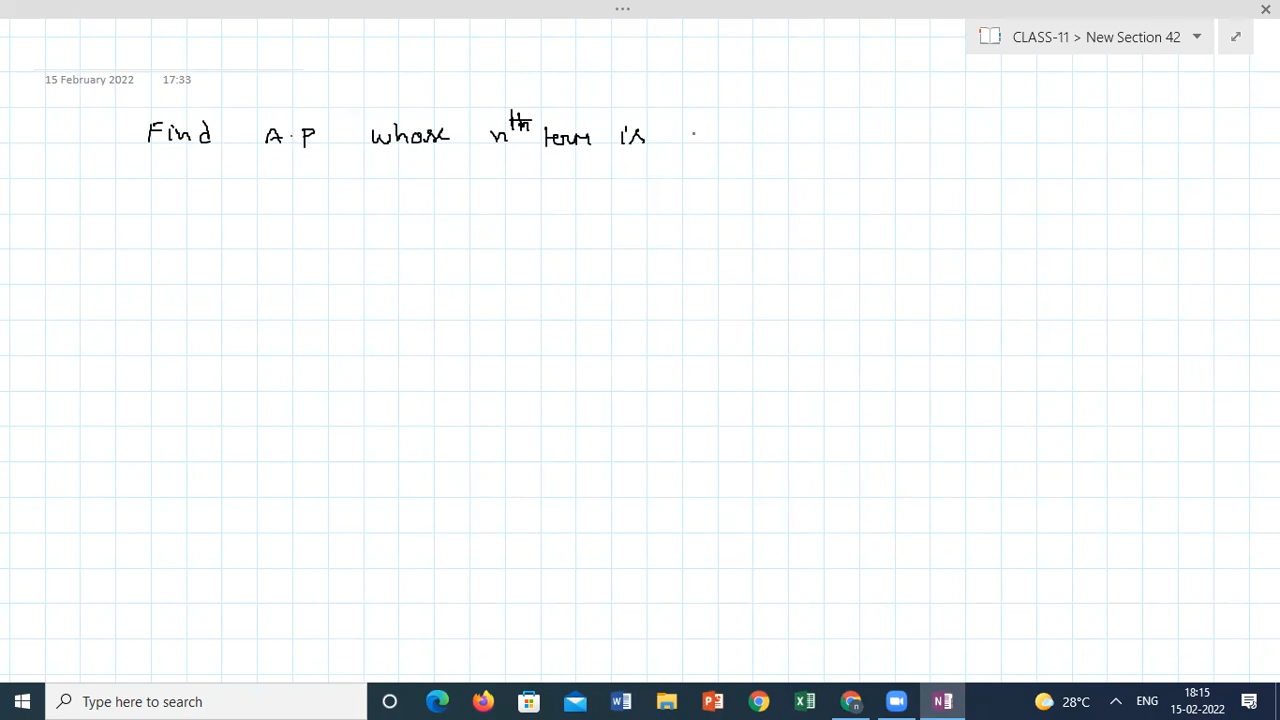 CLASS-11 > New Section 42
15 February 2022 17:33
Find A.P whose nth term is
Type here to search
28°C
ENG
18:15
15-02-2022